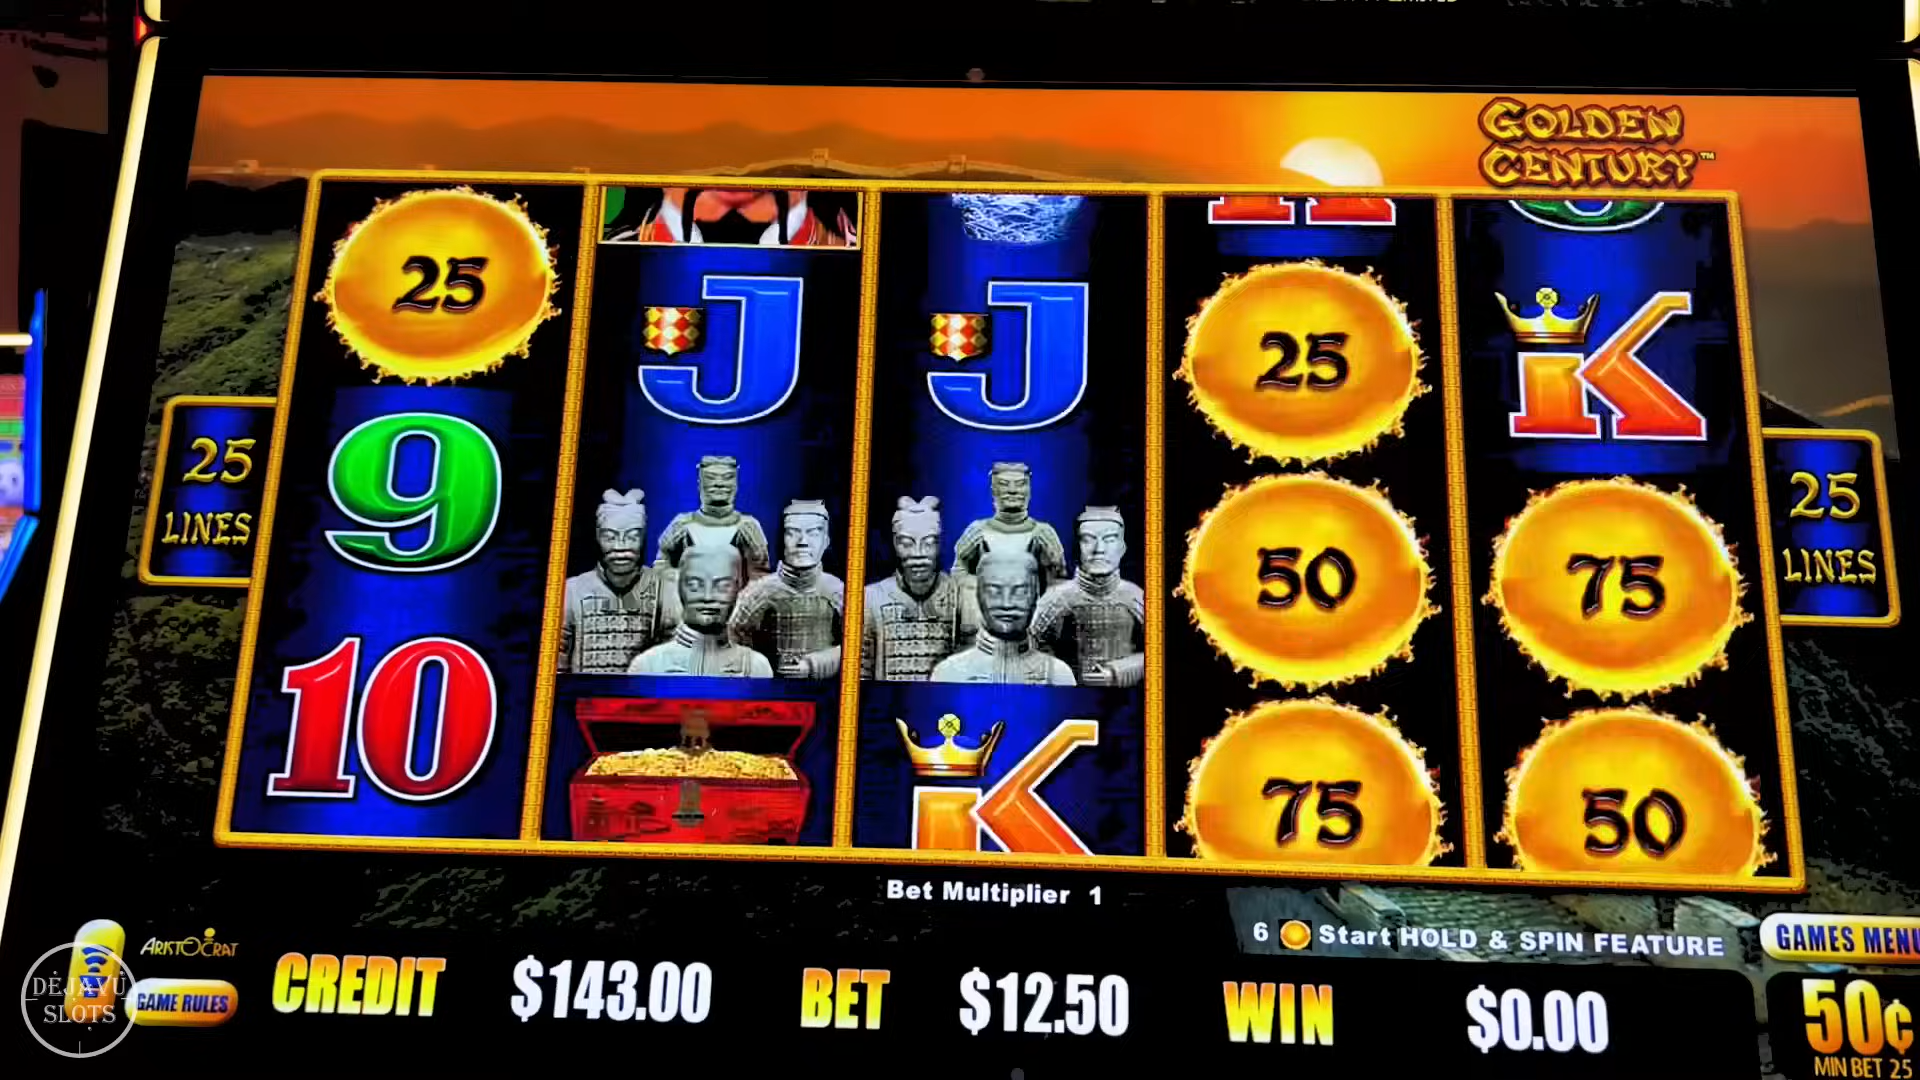 GOLDEN
CENTURY™
25
J
J
25
K
25
LINES
9
50
75
25
LINES
10
K
75
50
Bet Multiplier 1
6 Start HOLD & SPIN FEATURE
GAMES MENU
ARISTOCRAT
GAME RULES
DEJAVU
SLOTS
CREDIT $143.00 BET $12.50 WIN $0.00
50¢
MIN BET 25